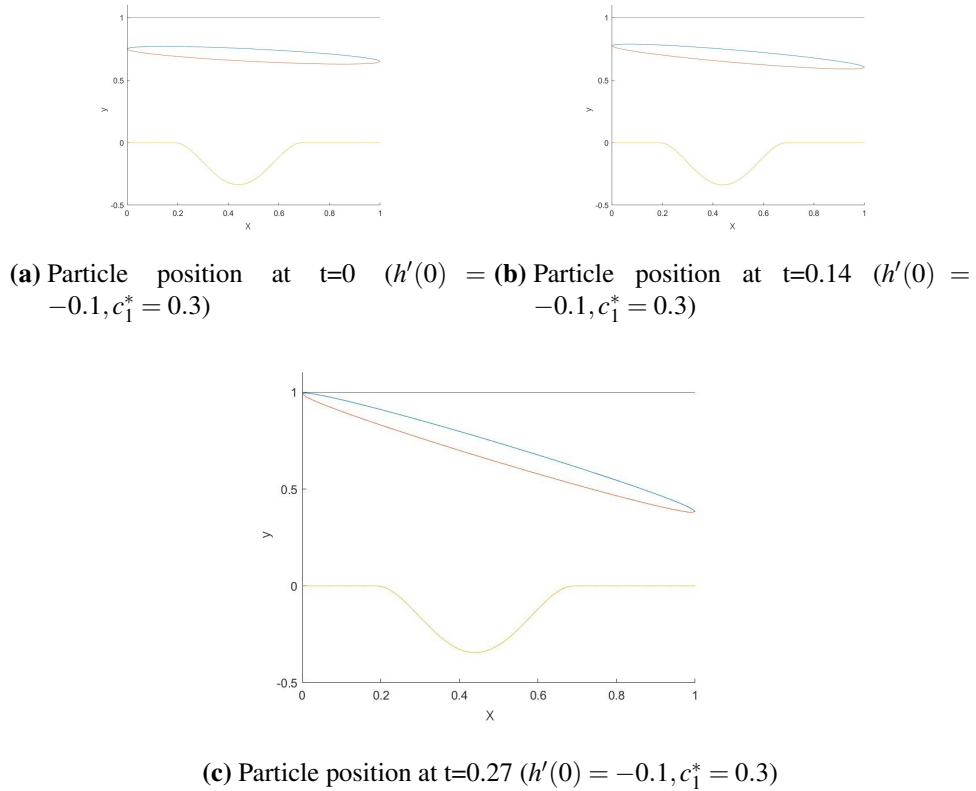 1
0.5
y
0
-0.5
0
0.2
0.4
0.6
0.8
1
X
1
0.5
y
0
-0.5
0
0.2
0.4
0.6
0.8
1
X
(a) Particle position at t=0 (h′(0) =
−0.1, c₁* = 0.3)
(b) Particle position at t=0.14 (h′(0) =
−0.1, c₁* = 0.3)
1
0.5
y
0
-0.5
0
0.2
0.4
0.6
0.8
1
X
(c) Particle position at t=0.27 (h′(0) = −0.1, c₁* = 0.3)